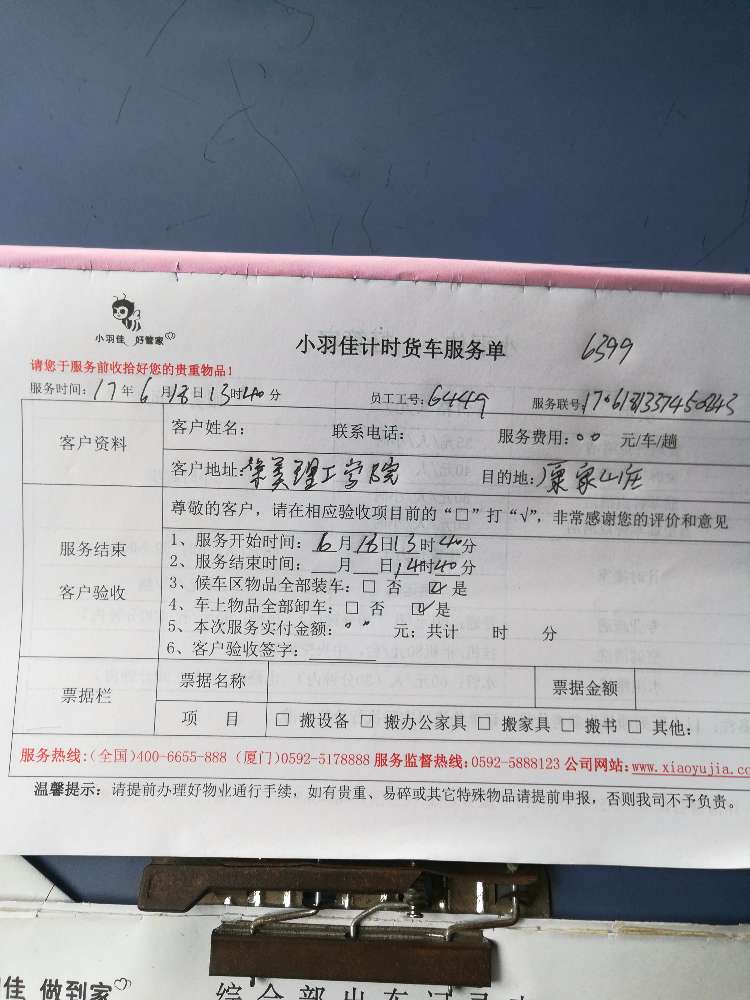 小羽佳 好管家
小羽佳计时货车服务单 6399
请您于服务前收拾好您的贵重物品!
服务时间: 17年6月18日13时40分 员工工号: 6449 服务联号:
客户资料
客户姓名: 联系电话: 服务费用: 元/车/趟
客户地址: 集美理工学院 目的地: 家山庄
服务结束
客户验收
尊敬的客户,请在相应验收项目前的“□”打“√”,非常感谢您的评价和意见
1、服务开始时间: 6月18日13时40分
2、服务结束时间: 月 日14时40分
3、候车区物品全部装车: □ 否 ☑ 是
4、车上物品全部卸车: □ 否 ☑ 是
5、本次服务实付金额: 元; 共计 时 分
6、客户验收签字:
票据栏
票据名称 票据金额
项 目 □ 搬设备 □ 搬办公家具 □ 搬家具 □ 搬书 □ 其他:
服务热线:(全国)400-6655-888 (厦门)0592-5178888 服务监督热线:0592-5888123 公司网站:www.xiaoyujia.co
温馨提示: 请提前办理好物业通行手续,如有贵重、易碎或其它特殊物品请提前申报,否则我司不予负责。
佳 做到家